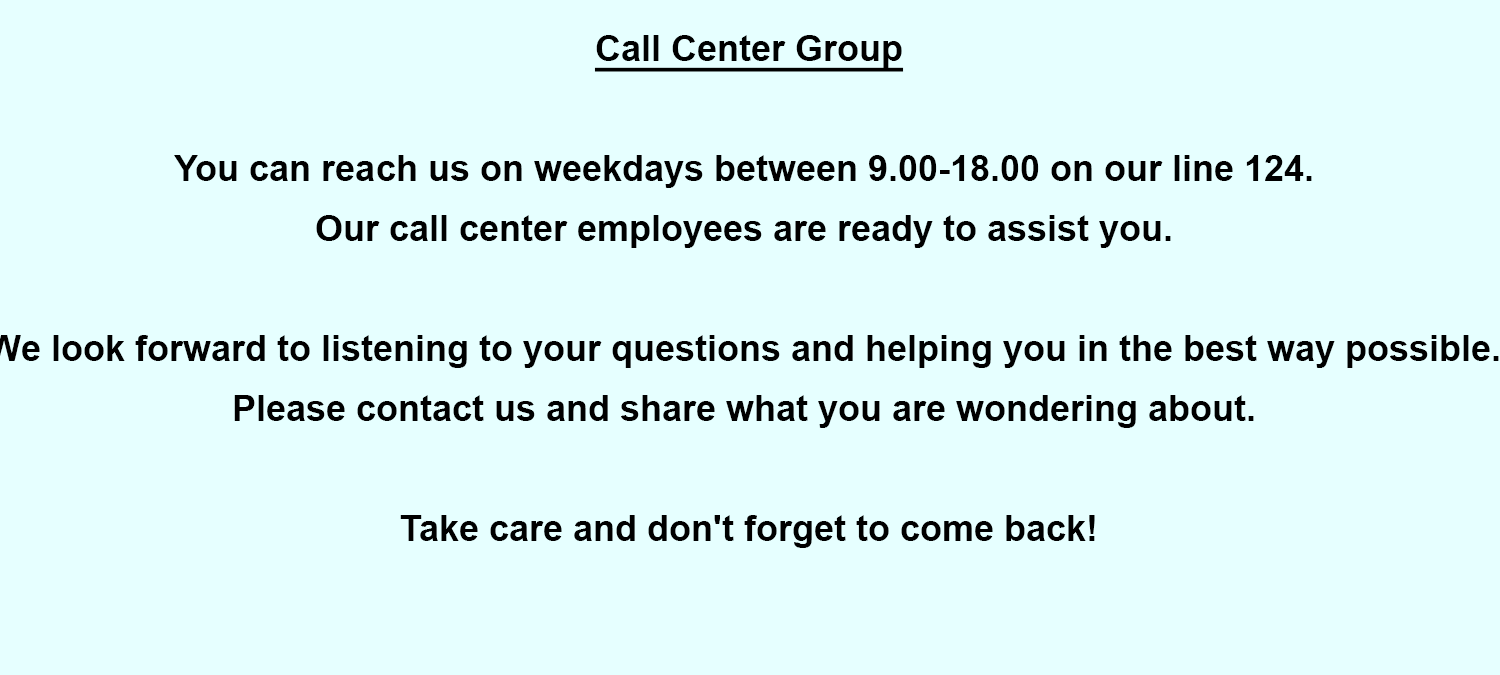 Call Center Group
You can reach us on weekdays between 9.00-18.00 on our line 124.
Our call center employees are ready to assist you.
We look forward to listening to your questions and helping you in the best way possible.
Please contact us and share what you are wondering about.
Take care and don't forget to come back!